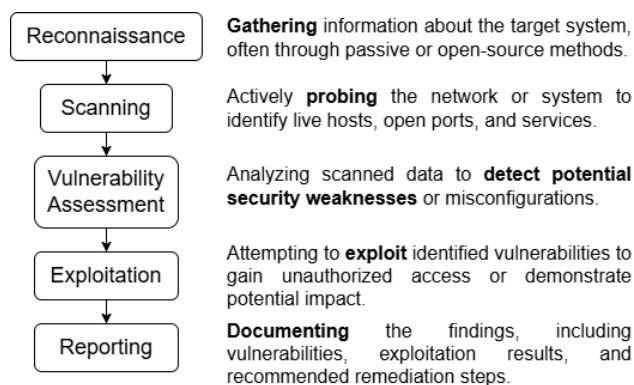 Reconnaissance
Gathering information about the target system,
often through passive or open-source methods.
Scanning
Actively probing the network or system to
identify live hosts, open ports, and services.
Vulnerability
Assessment
Analyzing scanned data to detect potential
security weaknesses or misconfigurations.
Exploitation
Attempting to exploit identified vulnerabilities to
gain unauthorized access or demonstrate
potential impact.
Reporting
Documenting the findings, including
vulnerabilities, exploitation results, and
recommended remediation steps.